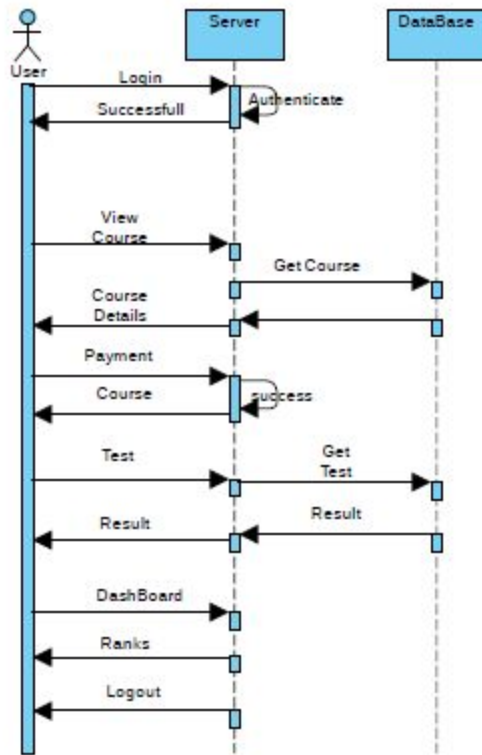 Server
DataBase
User
Login
Authenticate
Successfull
View
Course
Get Course
Course
Details
Payment
success
Course
Test
Get
Test
Result
Result
DashBoard
Ranks
Logout